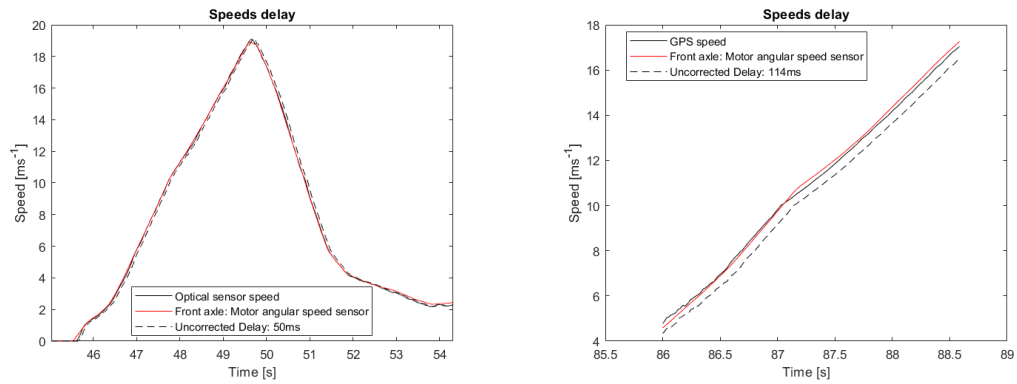 Speeds delay
20
18
16
14
12
10
8
6
4
2
0
Speed [ms-1]
Optical sensor speed
Front axle: Motor angular speed sensor
Uncorrected Delay: 50ms
46 47 48 49 50 51 52 53 54
Time [s]
Speeds delay
18
16
14
12
10
8
6
4
Speed [ms-1]
GPS speed
Front axle: Motor angular speed sensor
Uncorrected Delay: 114ms
85.5 86 86.5 87 87.5 88 88.5 89
Time [s]